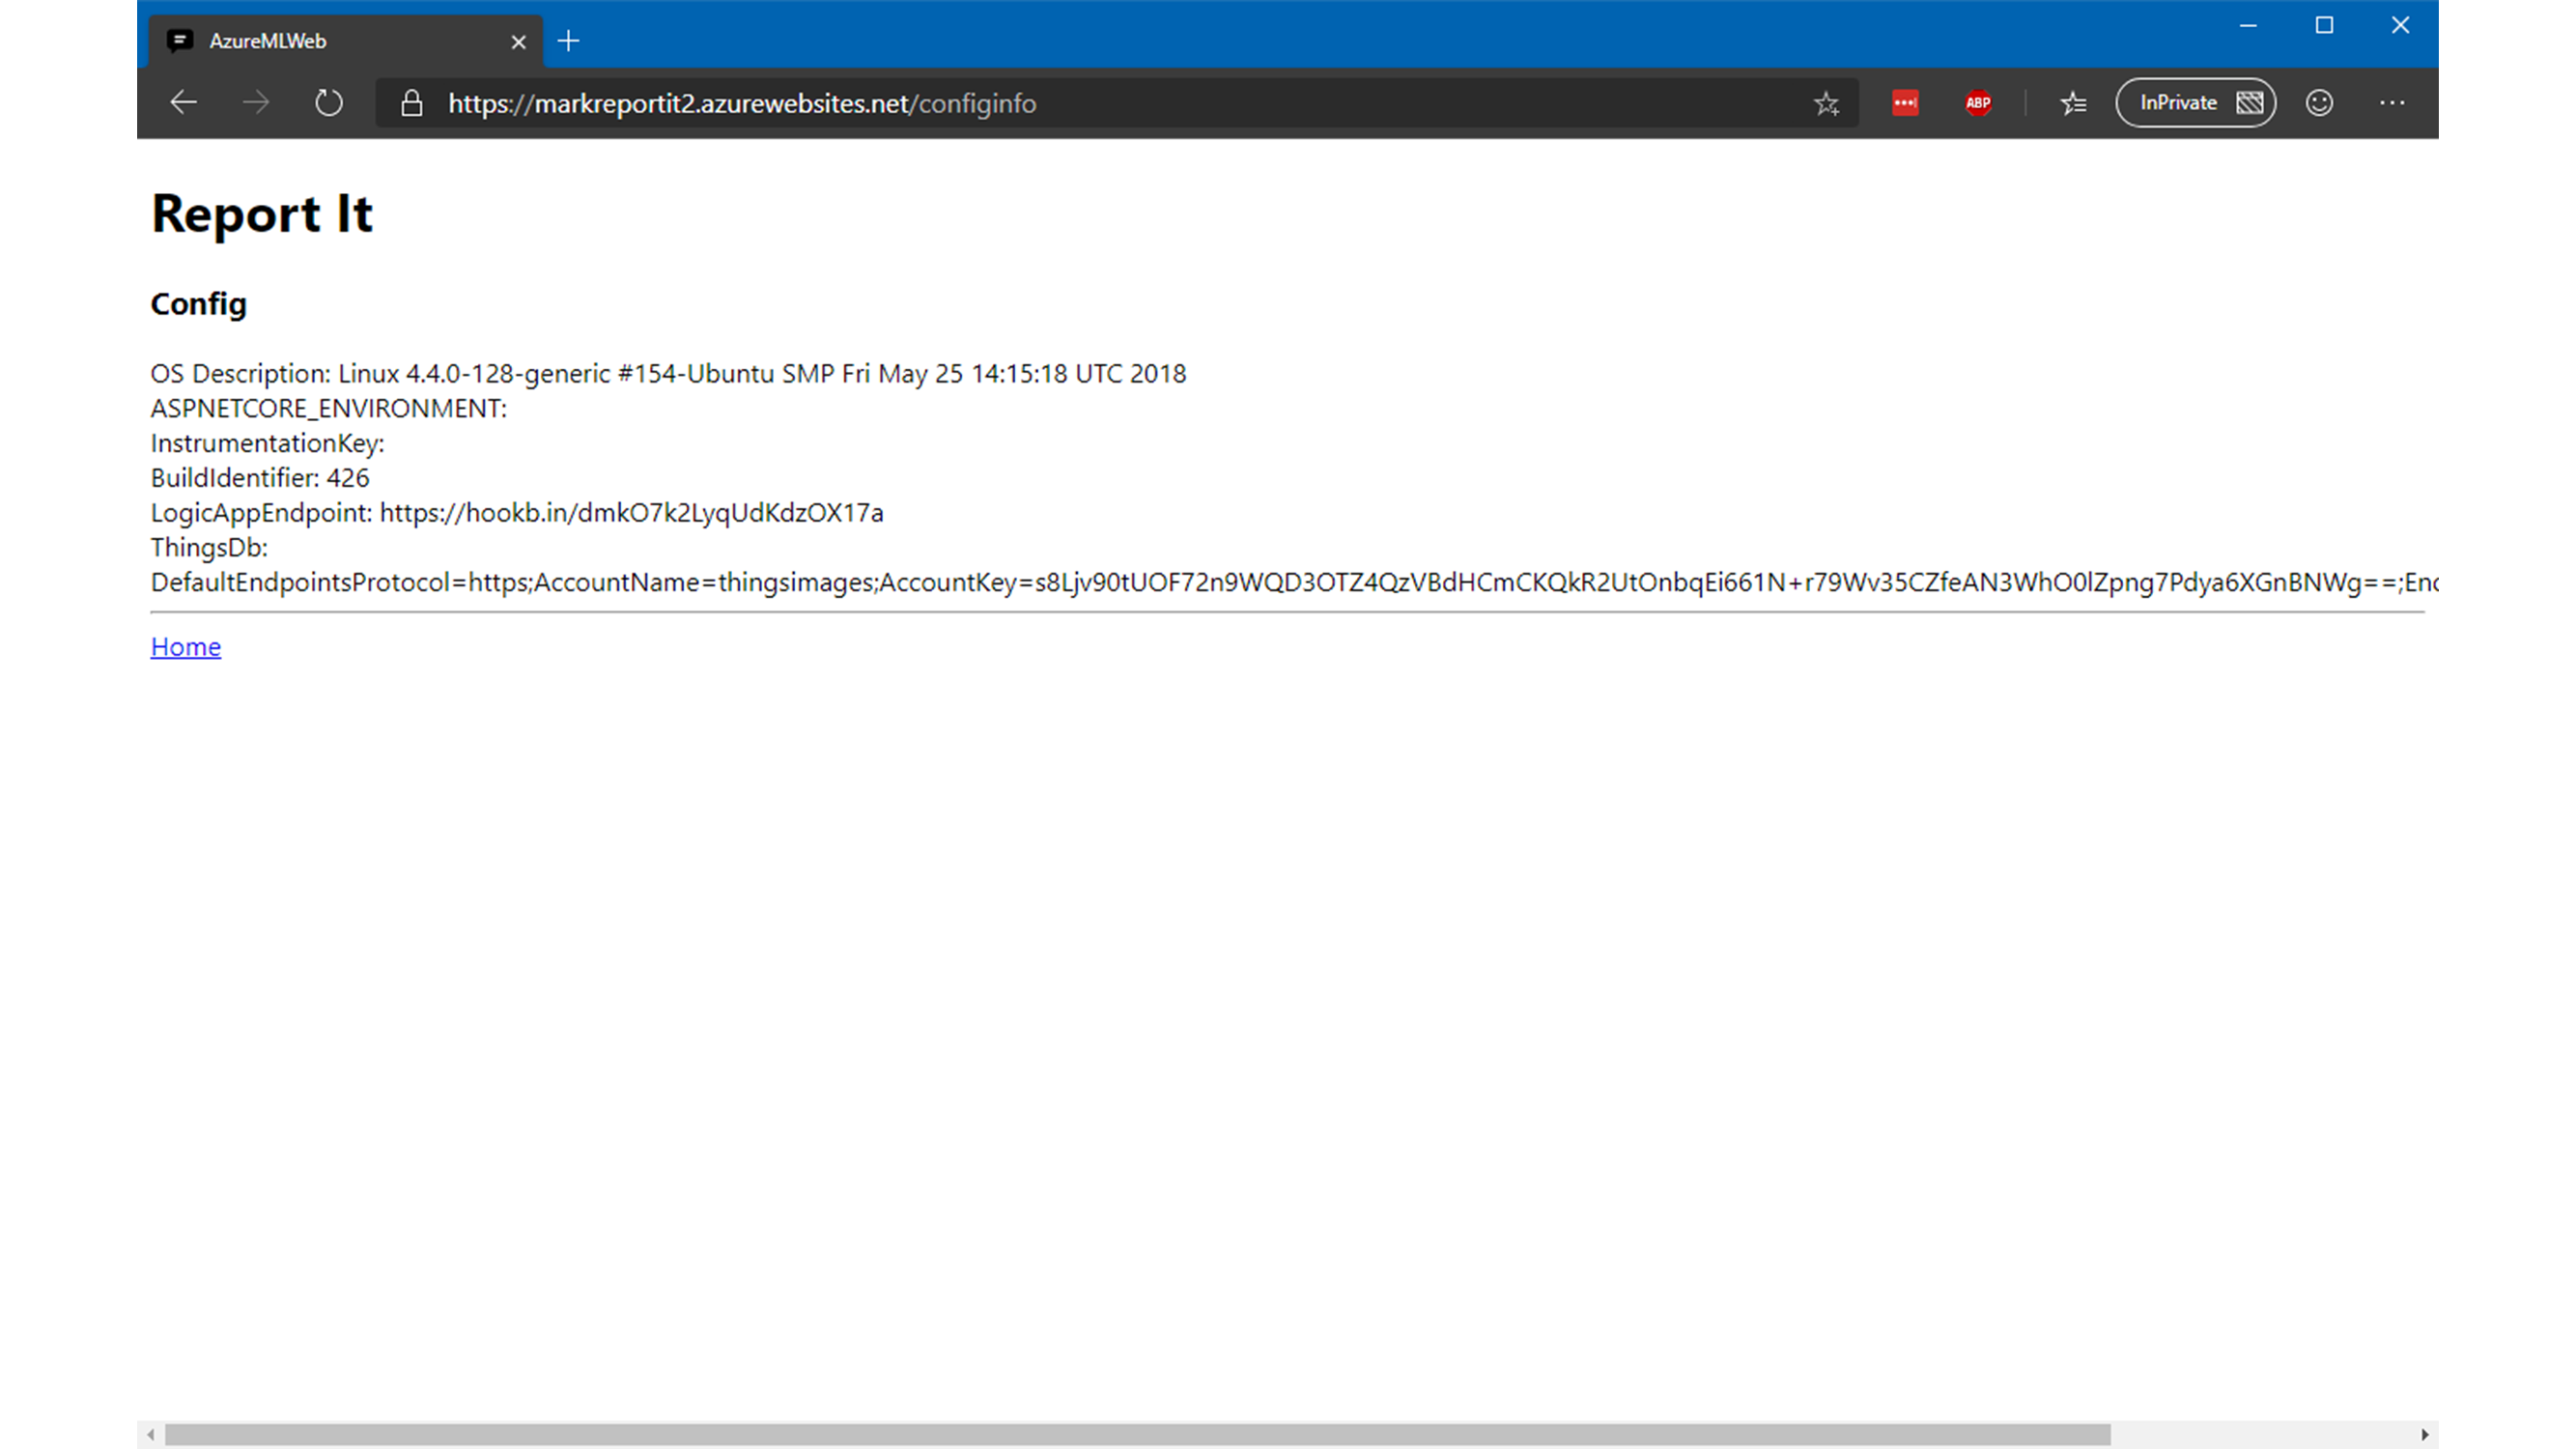 AzureMLWeb
https://markreportit2.azurewebsites.net/configinfo
ABP
InPrivate
Report It
Config
OS Description: Linux 4.4.0-128-generic #154-Ubuntu SMP Fri May 25 14:15:18 UTC 2018
ASPNETCORE_ENVIRONMENT:
InstrumentationKey:
BuildIdentifier: 426
LogicAppEndpoint: https://hookb.in/dmkO7k2LyqUdKdzOX17a
ThingsDb:
DefaultEndpointsProtocol=https;AccountName=thingsimages;AccountKey=s8Ljv90tUOF72n9WQD3OTZ4QzVBdHCmCKQkR2UtOnbqEi661N+r79Wv35CZfeAN3WhO0lZpng7Pdya6XGnBNWg==;End
Home